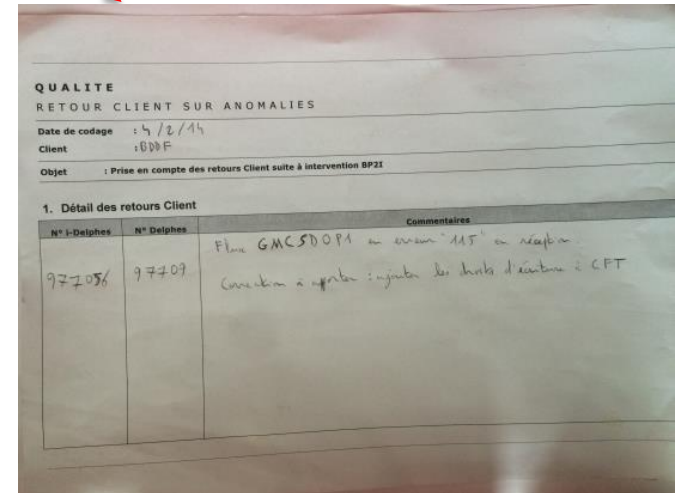 QUALITE
RETOUR CLIENT SUR ANOMALIES
Date de codage : 4/2/14
Client : BDDF
Objet : Prise en compte des retours Client suite à intervention BP2I
1. Détail des retours Client
N° i-Delphes N° Delphes Commentaires
Flux GMC5DOP1 en erreur "115" en réception.
977056 97709 Correction à apporter : ajouter les droits d'écriture à CFT